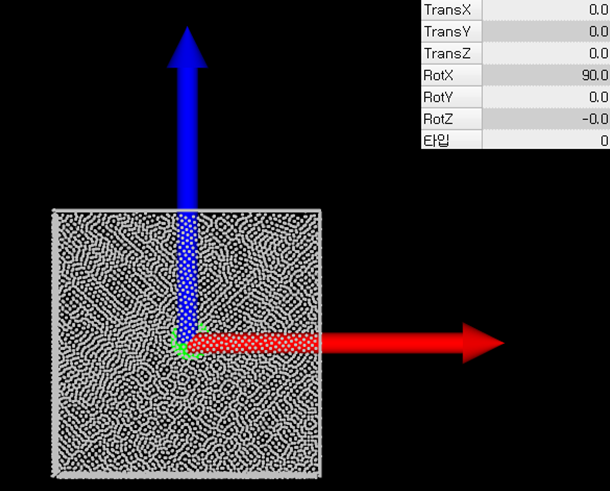 TransX 0.0
TransY 0.0
TransZ 0.0
RotX 90.0
RotY 0.0
RotZ -0.0
타입 0